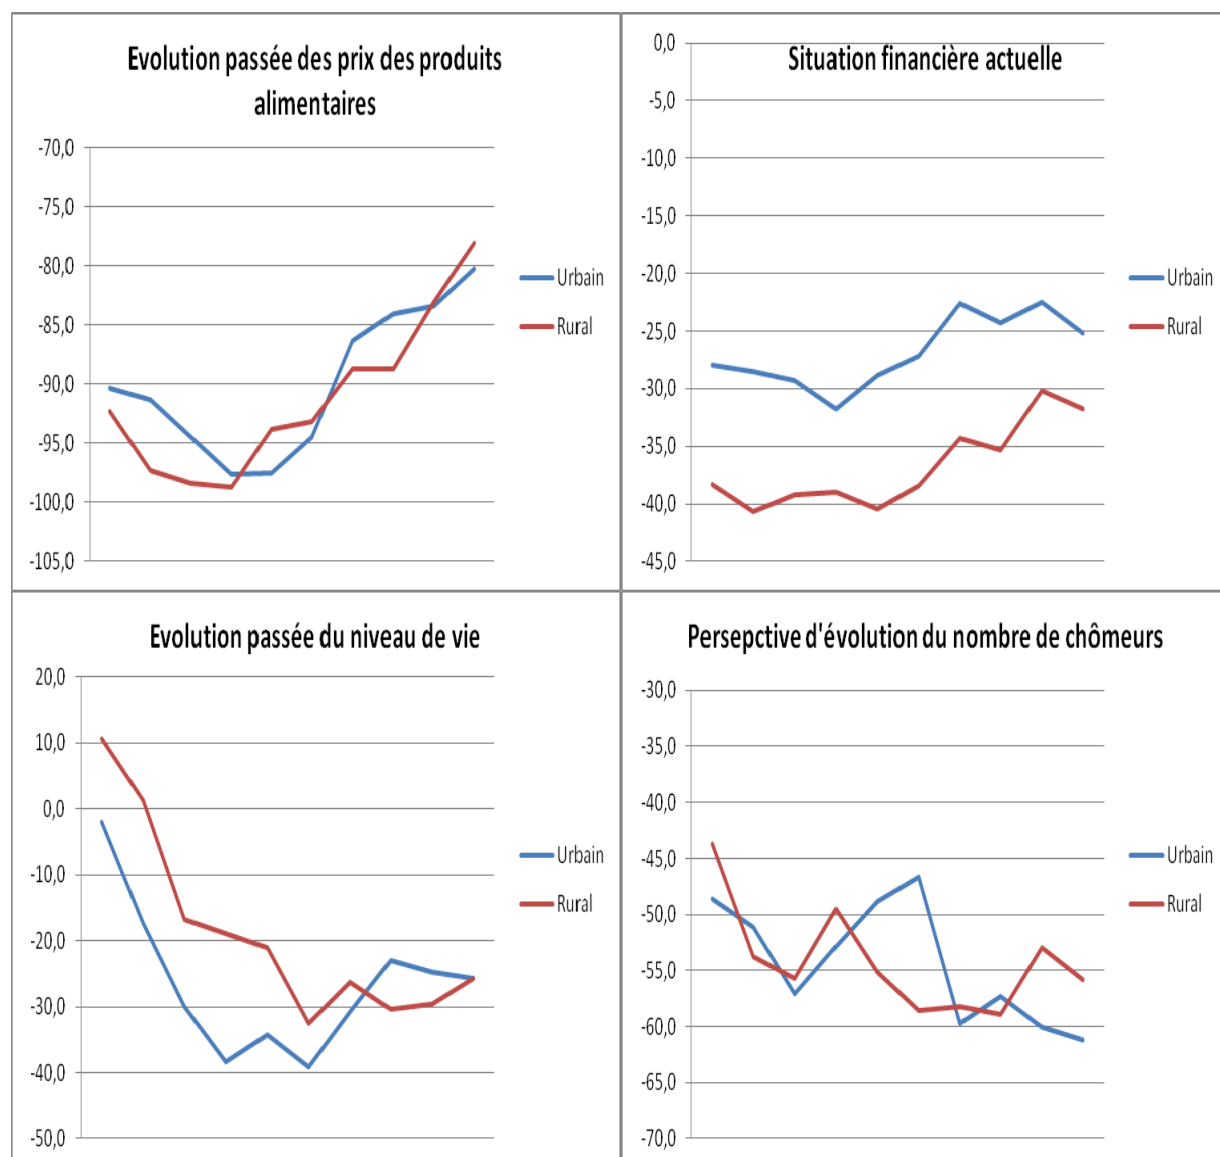 Evolution passée des prix des produits
alimentaires
-70,0
-75,0
-80,0
-85,0
-90,0
-95,0
-100,0
-105,0
Urbain
Rural
Situation financière actuelle
0,0
-5,0
-10,0
-15,0
-20,0
-25,0
-30,0
-35,0
-40,0
-45,0
Urbain
Rural
Evolution passée du niveau de vie
20,0
10,0
0,0
-10,0
-20,0
-30,0
-40,0
-50,0
Urbain
Rural
Persepctive d'évolution du nombre de chômeurs
-30,0
-35,0
-40,0
-45,0
-50,0
-55,0
-60,0
-65,0
-70,0
Urbain
Rural